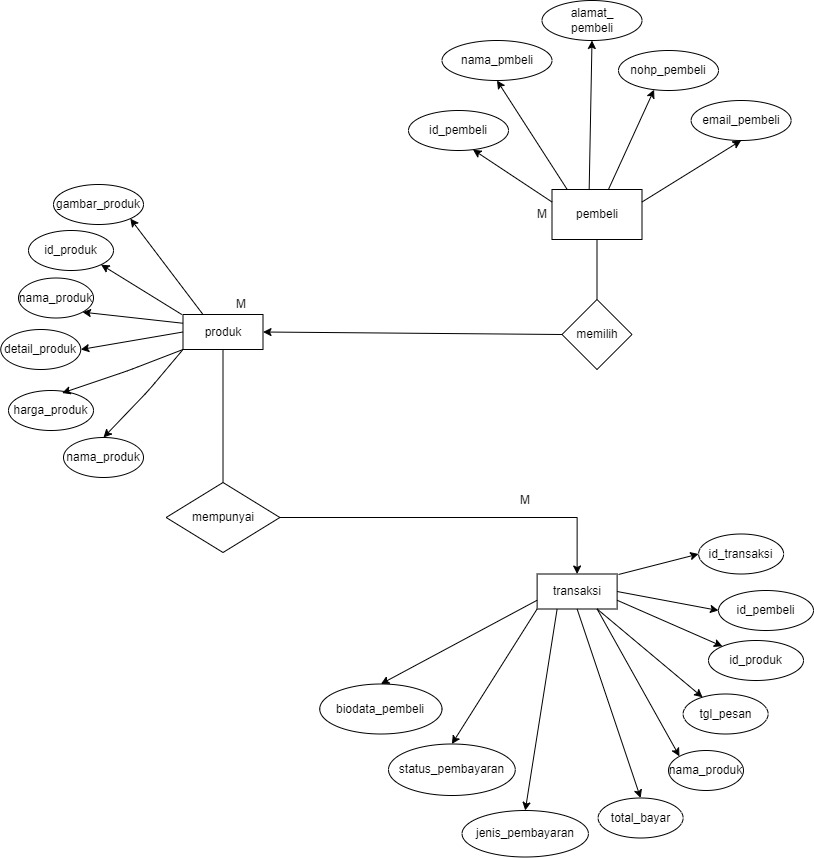 alamat_
pembeli
nama_pmbeli
nohp_pembeli
id_pembeli
email_pembeli
M
pembeli
gambar_produk
id_produk
nama_produk
M
produk
memilih
detail_produk
harga_produk
nama_produk
mempunyai
M
id_transaksi
transaksi
id_pembeli
id_produk
biodata_pembeli
tgl_pesan
status_pembayaran
nama_produk
total_bayar
jenis_pembayaran